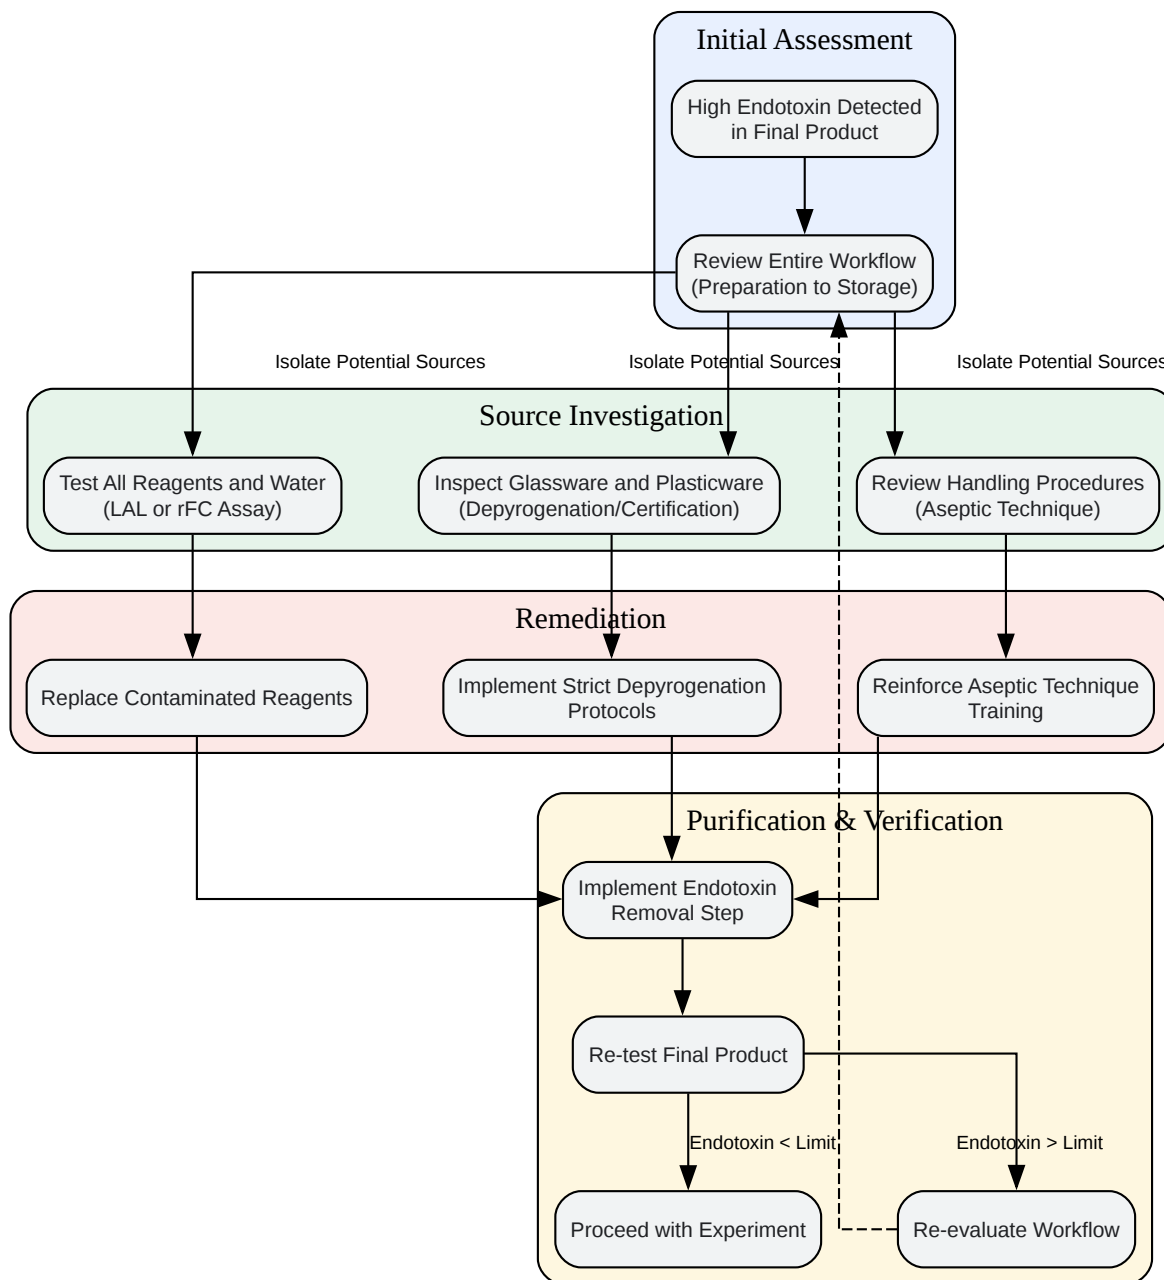 Initial Assessment
High Endotoxin Detected
in Final Product
Review Entire Workflow
(Preparation to Storage)
Isolate Potential Sources
Isolate Potential Sources
Isolate Potential Sources
Source Investigation
Test All Reagents and Water
(LAL or rFC Assay)
Inspect Glassware and Plasticware
(Depyrogenation/Certification)
Review Handling Procedures
(Aseptic Technique)
Remediation
Replace Contaminated Reagents
Implement Strict Depyrogenation
Protocols
Reinforce Aseptic Technique
Training
Purification & Verification
Implement Endotoxin
Removal Step
Re-test Final Product
Endotoxin < Limit
Endotoxin > Limit
Proceed with Experiment
Re-evaluate Workflow